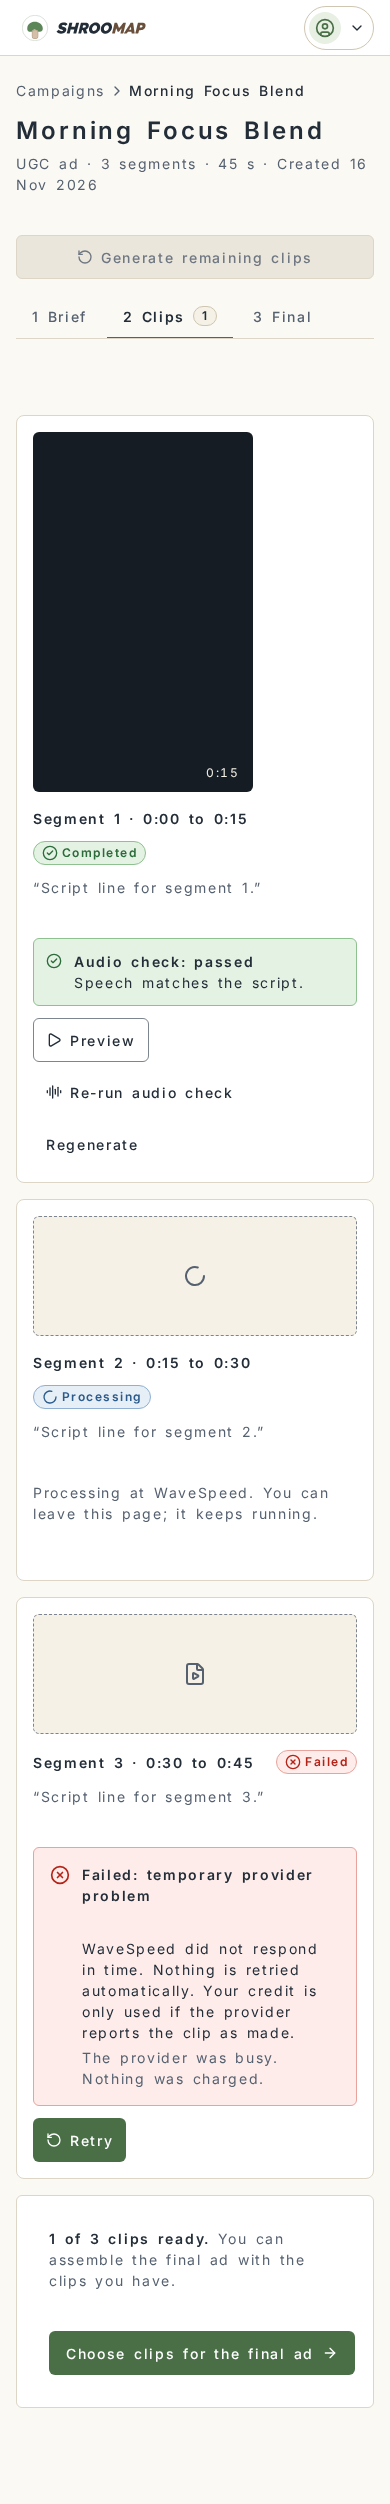 SHROOMAP
Campaigns > Morning Focus Blend
Morning Focus Blend
UGC ad · 3 segments · 45 s · Created 16
Nov 2026
Generate remaining clips
1 Brief
2 Clips 1
3 Final
0:15
Segment 1 · 0:00 to 0:15
Completed
“Script line for segment 1.”
Audio check: passed
Speech matches the script.
Preview
Re-run audio check
Regenerate
Segment 2 · 0:15 to 0:30
Processing
“Script line for segment 2.”
Processing at WaveSpeed. You can
leave this page; it keeps running.
Segment 3 · 0:30 to 0:45
Failed
“Script line for segment 3.”
Failed: temporary provider
problem
WaveSpeed did not respond
in time. Nothing is retried
automatically. Your credit is
only used if the provider
reports the clip as made.
The provider was busy.
Nothing was charged.
Retry
1 of 3 clips ready. You can
assemble the final ad with the
clips you have.
Choose clips for the final ad →